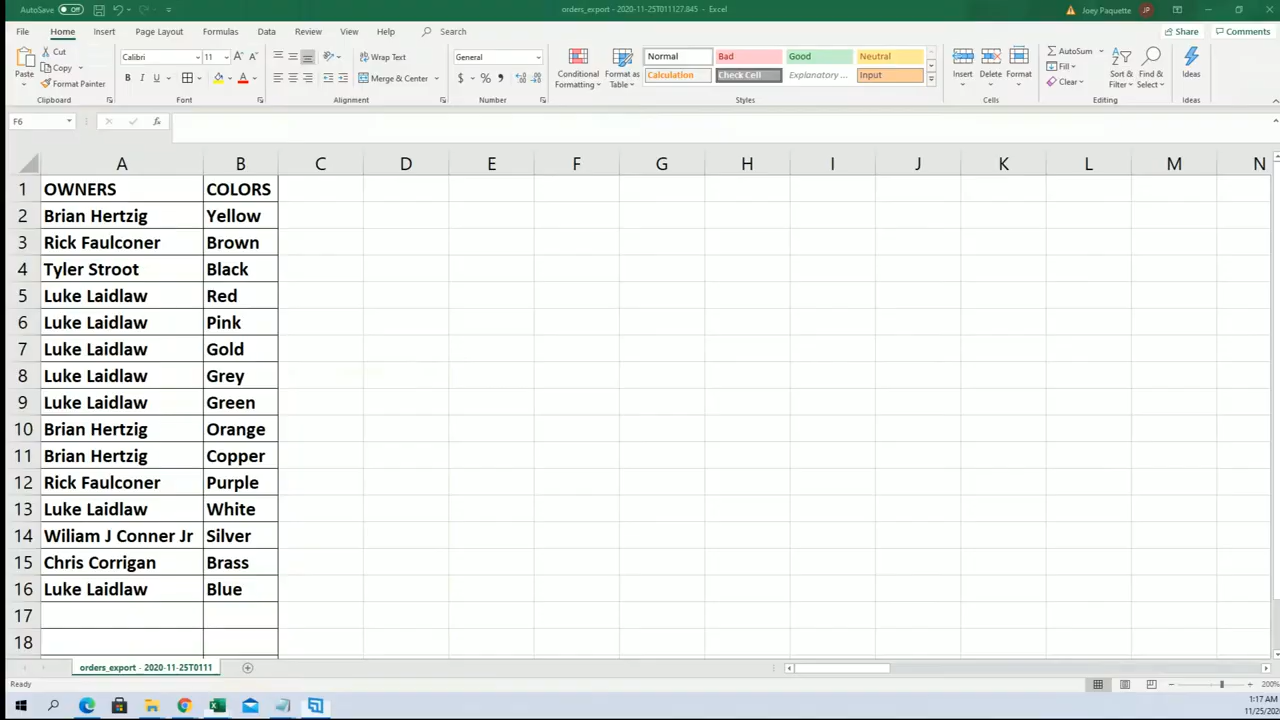 AutoSave Off
orders_export - 2020-11-25T011127.845 - Excel
Joey Paquette JP
File Home Insert Page Layout Formulas Data Review View Help Search
Share Comments
Paste
Cut
Copy
Format Painter
Clipboard
Calibri 11
B I U
Font
Wrap Text
Merge & Center
Alignment
General
$ % ,
Number
Conditional Formatting
Format as Table
Normal Bad Good Neutral
Calculation Check Cell Explanatory ... Input
Styles
Insert Delete Format
Cells
AutoSum
Fill
Clear
Sort & Filter
Find & Select
Editing
Ideas
Ideas
F6
fx
A B C D E F G H I J K L M N
1 OWNERS COLORS
2 Brian Hertzig Yellow
3 Rick Faulconer Brown
4 Tyler Stroot Black
5 Luke Laidlaw Red
6 Luke Laidlaw Pink
7 Luke Laidlaw Gold
8 Luke Laidlaw Grey
9 Luke Laidlaw Green
10 Brian Hertzig Orange
11 Brian Hertzig Copper
12 Rick Faulconer Purple
13 Luke Laidlaw White
14 Wiliam J Conner Jr Silver
15 Chris Corrigan Brass
16 Luke Laidlaw Blue
17
18
orders_export - 2020-11-25T0111
Ready
200%
1:17 AM
11/25/20